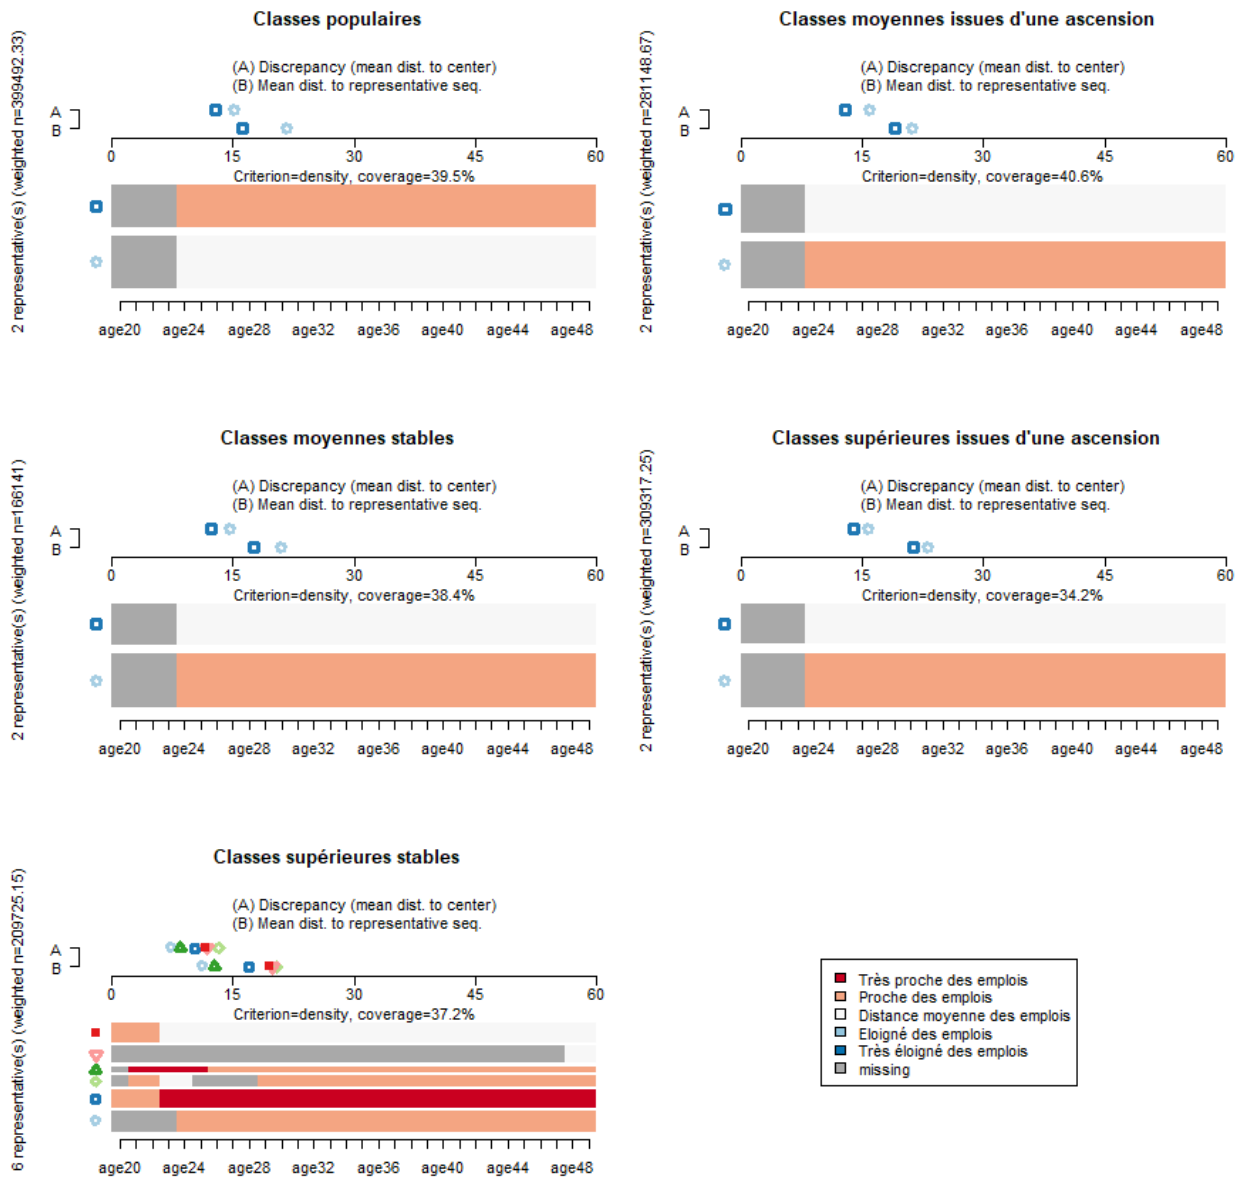 Classes populaires
2 representative(s) (weighted n=399492.33)
(A) Discrepancy (mean dist. to center)
(B) Mean dist. to representative seq.
A
B
0 15 30 45 60
Criterion=density, coverage=39.5%
age20 age24 age28 age32 age36 age40 age44 age48
Classes moyennes issues d'une ascension
2 representative(s) (weighted n=281148.67)
(A) Discrepancy (mean dist. to center)
(B) Mean dist. to representative seq.
A
B
0 15 30 45 60
Criterion=density, coverage=40.6%
age20 age24 age28 age32 age36 age40 age44 age48
Classes moyennes stables
2 representative(s) (weighted n=166141)
(A) Discrepancy (mean dist. to center)
(B) Mean dist. to representative seq.
A
B
0 15 30 45 60
Criterion=density, coverage=38.4%
age20 age24 age28 age32 age36 age40 age44 age48
Classes supérieures issues d'une ascension
2 representative(s) (weighted n=309317.25)
(A) Discrepancy (mean dist. to center)
(B) Mean dist. to representative seq.
A
B
0 15 30 45 60
Criterion=density, coverage=34.2%
age20 age24 age28 age32 age36 age40 age44 age48
Classes supérieures stables
6 representative(s) (weighted n=209725.15)
(A) Discrepancy (mean dist. to center)
(B) Mean dist. to representative seq.
A
B
0 15 30 45 60
Criterion=density, coverage=37.2%
age20 age24 age28 age32 age36 age40 age44 age48
Très proche des emplois
Proche des emplois
Distance moyenne des emplois
Eloigné des emplois
Très éloigné des emplois
missing